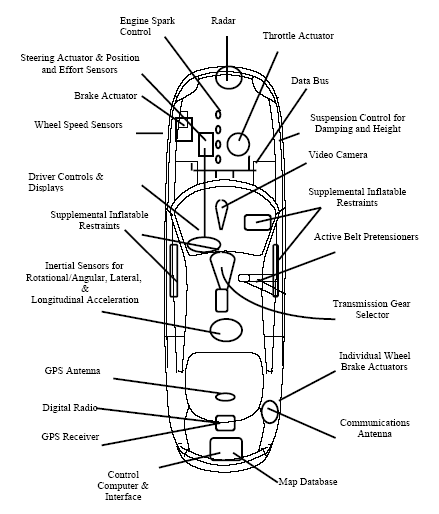 Engine Spark
Control
Radar
Throttle Actuator
Steering Actuator & Position
and Effort Sensors
Data Bus
Brake Actuator
Wheel Speed Sensors
Suspension Control for
Damping and Height
Video Camera
Driver Controls &
Displays
Supplemental Inflatable
Restraints
Supplemental Inflatable
Restraints
Active Belt Pretensioners
Inertial Sensors for
Rotational/Angular, Lateral,
&
Longitudinal Acceleration
Transmission Gear
Selector
Individual Wheel
Brake Actuators
GPS Antenna
Digital Radio
Communications
Antenna
GPS Receiver
Control
Computer &
Interface
Map Database